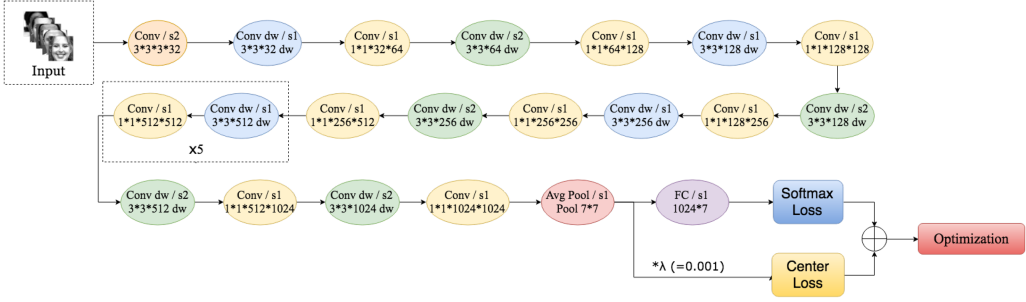 Input
Conv / s2
3*3*3*32
Conv dw / s1
3*3*32 dw
Conv / s1
1*1*32*64
Conv dw / s2
3*3*64 dw
Conv / s1
1*1*64*128
Conv dw / s1
3*3*128 dw
Conv / s1
1*1*128*128
Conv dw / s2
3*3*128 dw
Conv / s1
1*1*128*256
Conv dw / s1
3*3*256 dw
Conv / s1
1*1*256*256
Conv dw / s2
3*3*256 dw
Conv / s1
1*1*256*512
Conv dw / s1
3*3*512 dw
Conv / s1
1*1*512*512
x5
Conv dw / s2
3*3*512 dw
Conv / s1
1*1*512*1024
Conv dw / s2
3*3*1024 dw
Conv / s1
1*1*1024*1024
Avg Pool / s1
Pool 7*7
FC / s1
1024*7
Softmax
Loss
*λ (=0.001)
Center
Loss
Optimization